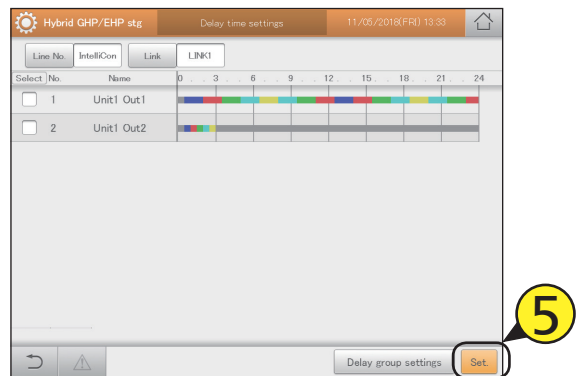 Hybrid GHP/EHP stg Delay time settings 11/05/2018(FRI) 13:33
Line No. IntelliCon Link LINK1
Select No. Name 0 . . 3 . . 6 . . 9 . . 12 . . 15 . . 18 . . 21 . . 24
1 Unit1 Out1
2 Unit1 Out2
Delay group settings Set.
5